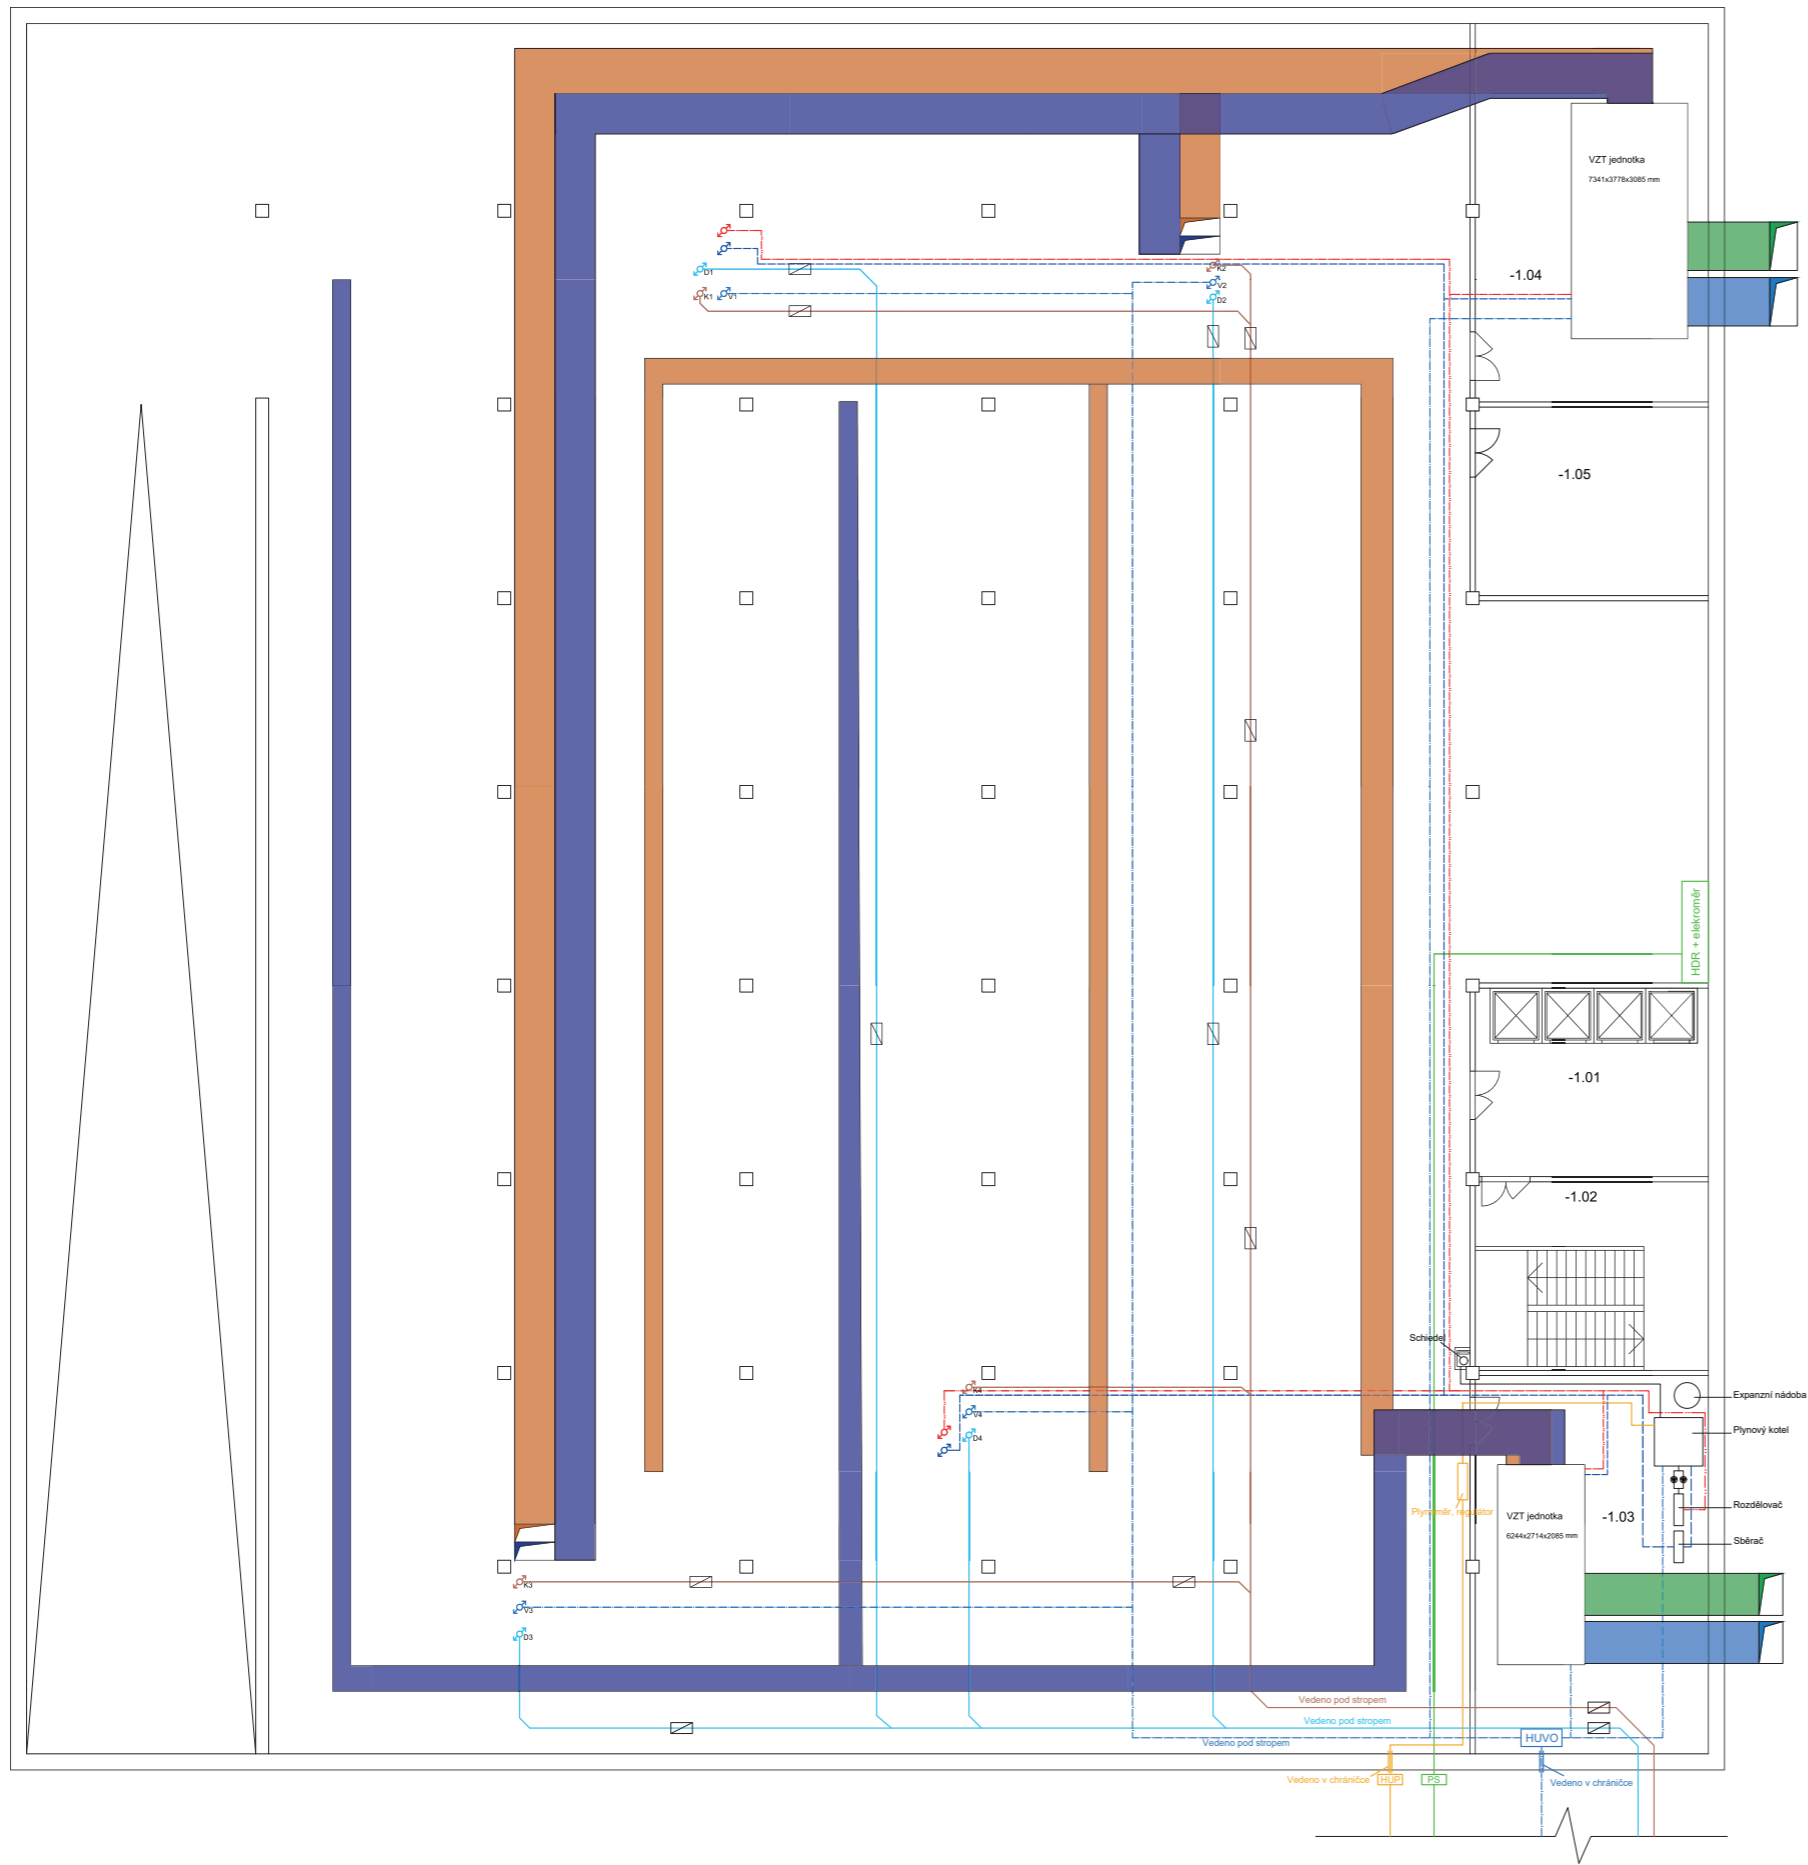 VZT jednotka
7341x3778x3085 mm
D1
K1
V1
K2
V2
D2
-1.04
-1.05
HDR + elekroměr
-1.01
-1.02
Schiedel
Expanzní nádoba
Plynový kotel
K4
V4
D4
Plynoměr, regulátor
VZT jednotka
6244x2714x2085 mm
-1.03
Rozdělovač
Sběrač
K3
V3
D3
Vedeno pod stropem
Vedeno pod stropem
Vedeno pod stropem
HUVO
Vedeno v chráničce
HUP
PS
Vedeno v chráničce